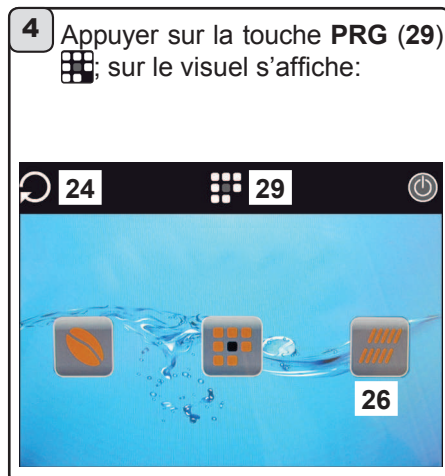 4
Appuyer sur la touche PRG (29)
; sur le visuel s’affiche:
24
29
26